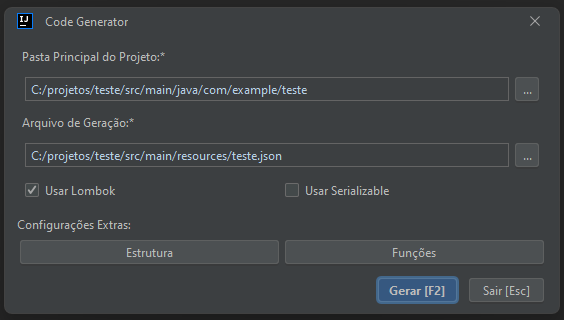 IJ
Code Generator
Pasta Principal do Projeto:*
C:/projetos/teste/src/main/java/com/example/teste
...
Arquivo de Geração:*
C:/projetos/teste/src/main/resources/teste.json
...
Usar Lombok
Usar Serializable
Configurações Extras:
Estrutura
Funções
Gerar [F2]
Sair [Esc]